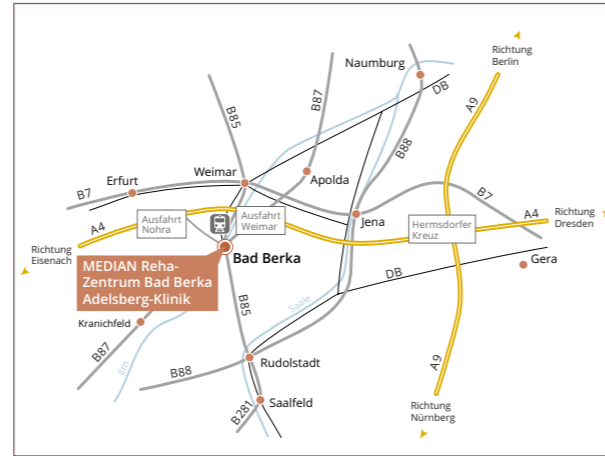 Richtung
Berlin
Naumburg
DB
B87
A9
B85
B88
Weimar
Erfurt
Apolda
B7
B7
Ausfahrt
Nohra
Ausfahrt
Weimar
Jena
A4
A4
Hermsdorfer
Kreuz
Richtung
Dresden
Richtung
Eisenach
Bad Berka
Gera
MEDIAN Reha-
Zentrum Bad Berka
Adelsberg-Klinik
DB
Saale
B85
Kranichfeld
B87
Ilm
B88
Rudolstadt
A9
Saalfeld
B281
Richtung
Nürnberg